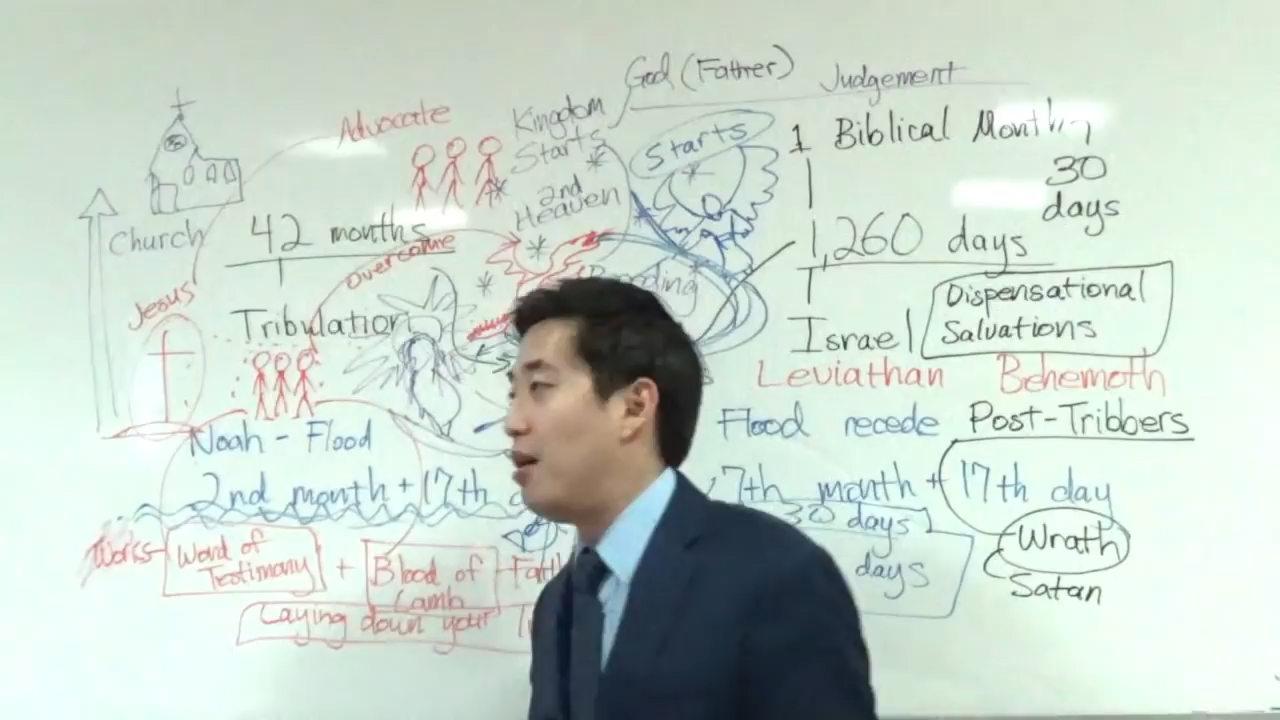 God (Father) Judgement
Advocate
Kingdom
Starts
Starts
2nd
Heaven
1 Biblical Month
30
days
Church
42 months
overcome
1,260 days
Jesus
Tribulation
Israel
Dispensational
Salvations
Leviathan Behemoth
Noah - Flood
Flood recede Post-Tribbers
2nd month + 17th
7th month + 17th day
30 days
Works
Word of
Testimony
+
Blood of
Lamb
days
Wrath
Satan
Laying down your